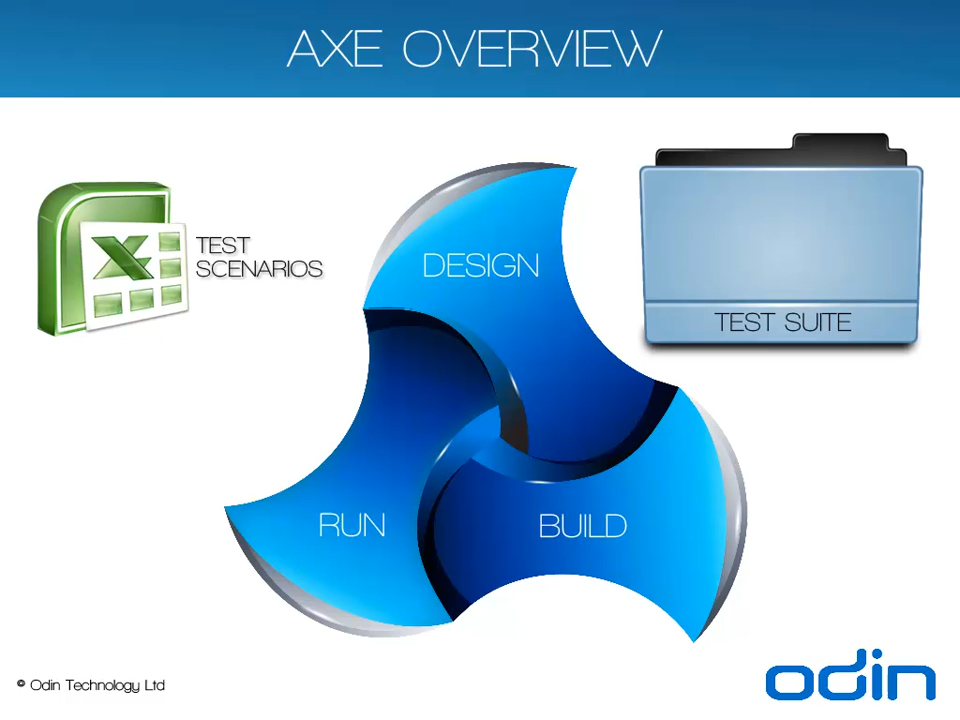 AXE OVERVIEW
TEST
SCENARIOS
DESIGN
TEST SUITE
RUN
BUILD
© Odin Technology Ltd
odin